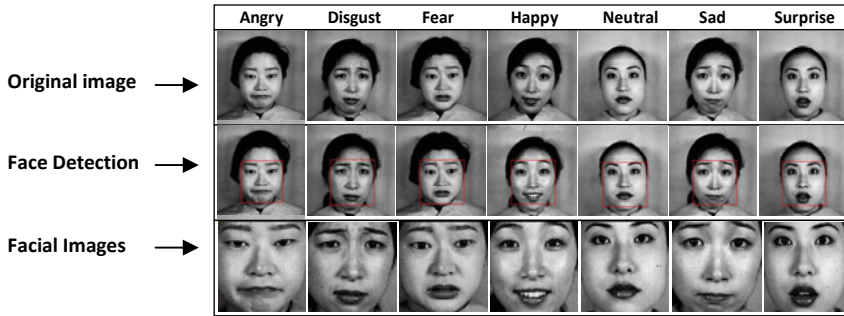 Angry Disgust Fear Happy Neutral Sad Surprise
Original image
Face Detection
Facial Images